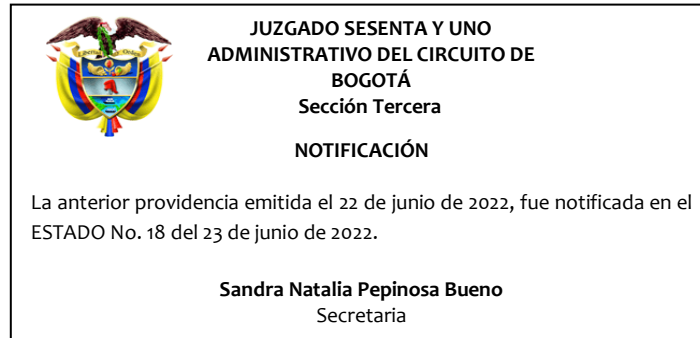 JUZGADO SESENTA Y UNO
ADMINISTRATIVO DEL CIRCUITO DE
BOGOTÁ
Sección Tercera
NOTIFICACIÓN
La anterior providencia emitida el 22 de junio de 2022, fue notificada en el
ESTADO No. 18 del 23 de junio de 2022.
Sandra Natalia Pepinosa Bueno
Secretaria